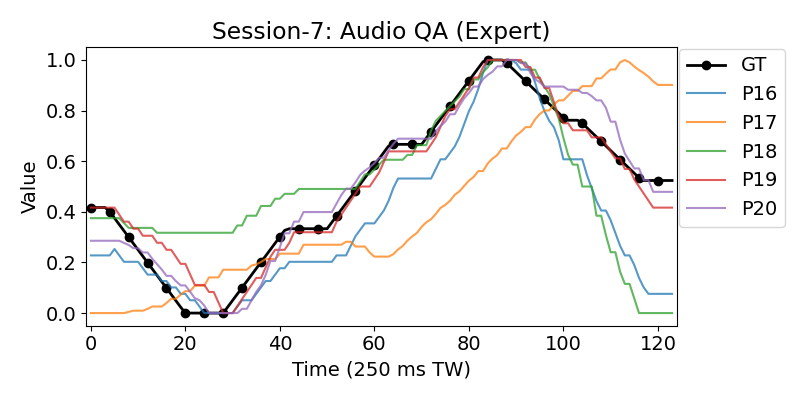 Session-7: Audio QA (Expert)
1.0
0.8
0.6
0.4
0.2
0.0
Value
0 20 40 60 80 100 120
Time (250 ms TW)
GT
P16
P17
P18
P19
P20